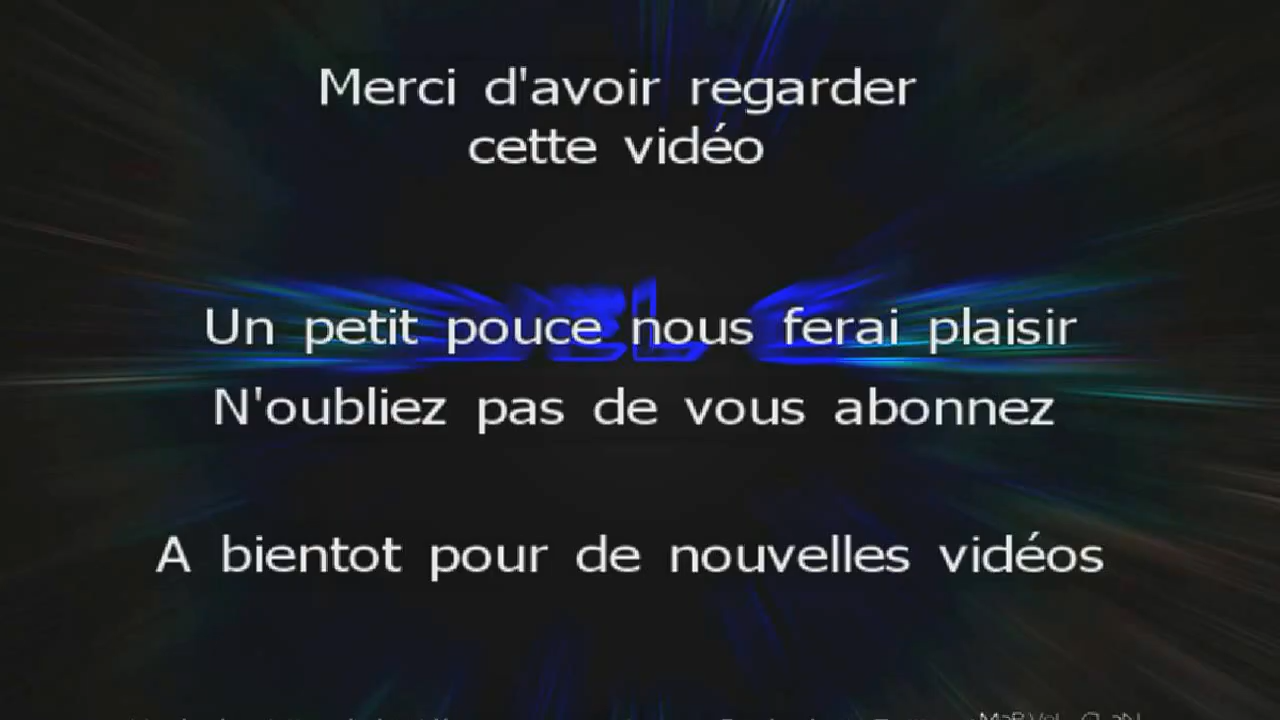 Merci d'avoir regarder
cette vidéo
Un petit pouce nous ferai plaisir
N'oubliez pas de vous abonnez
A bientot pour de nouvelles vidéos